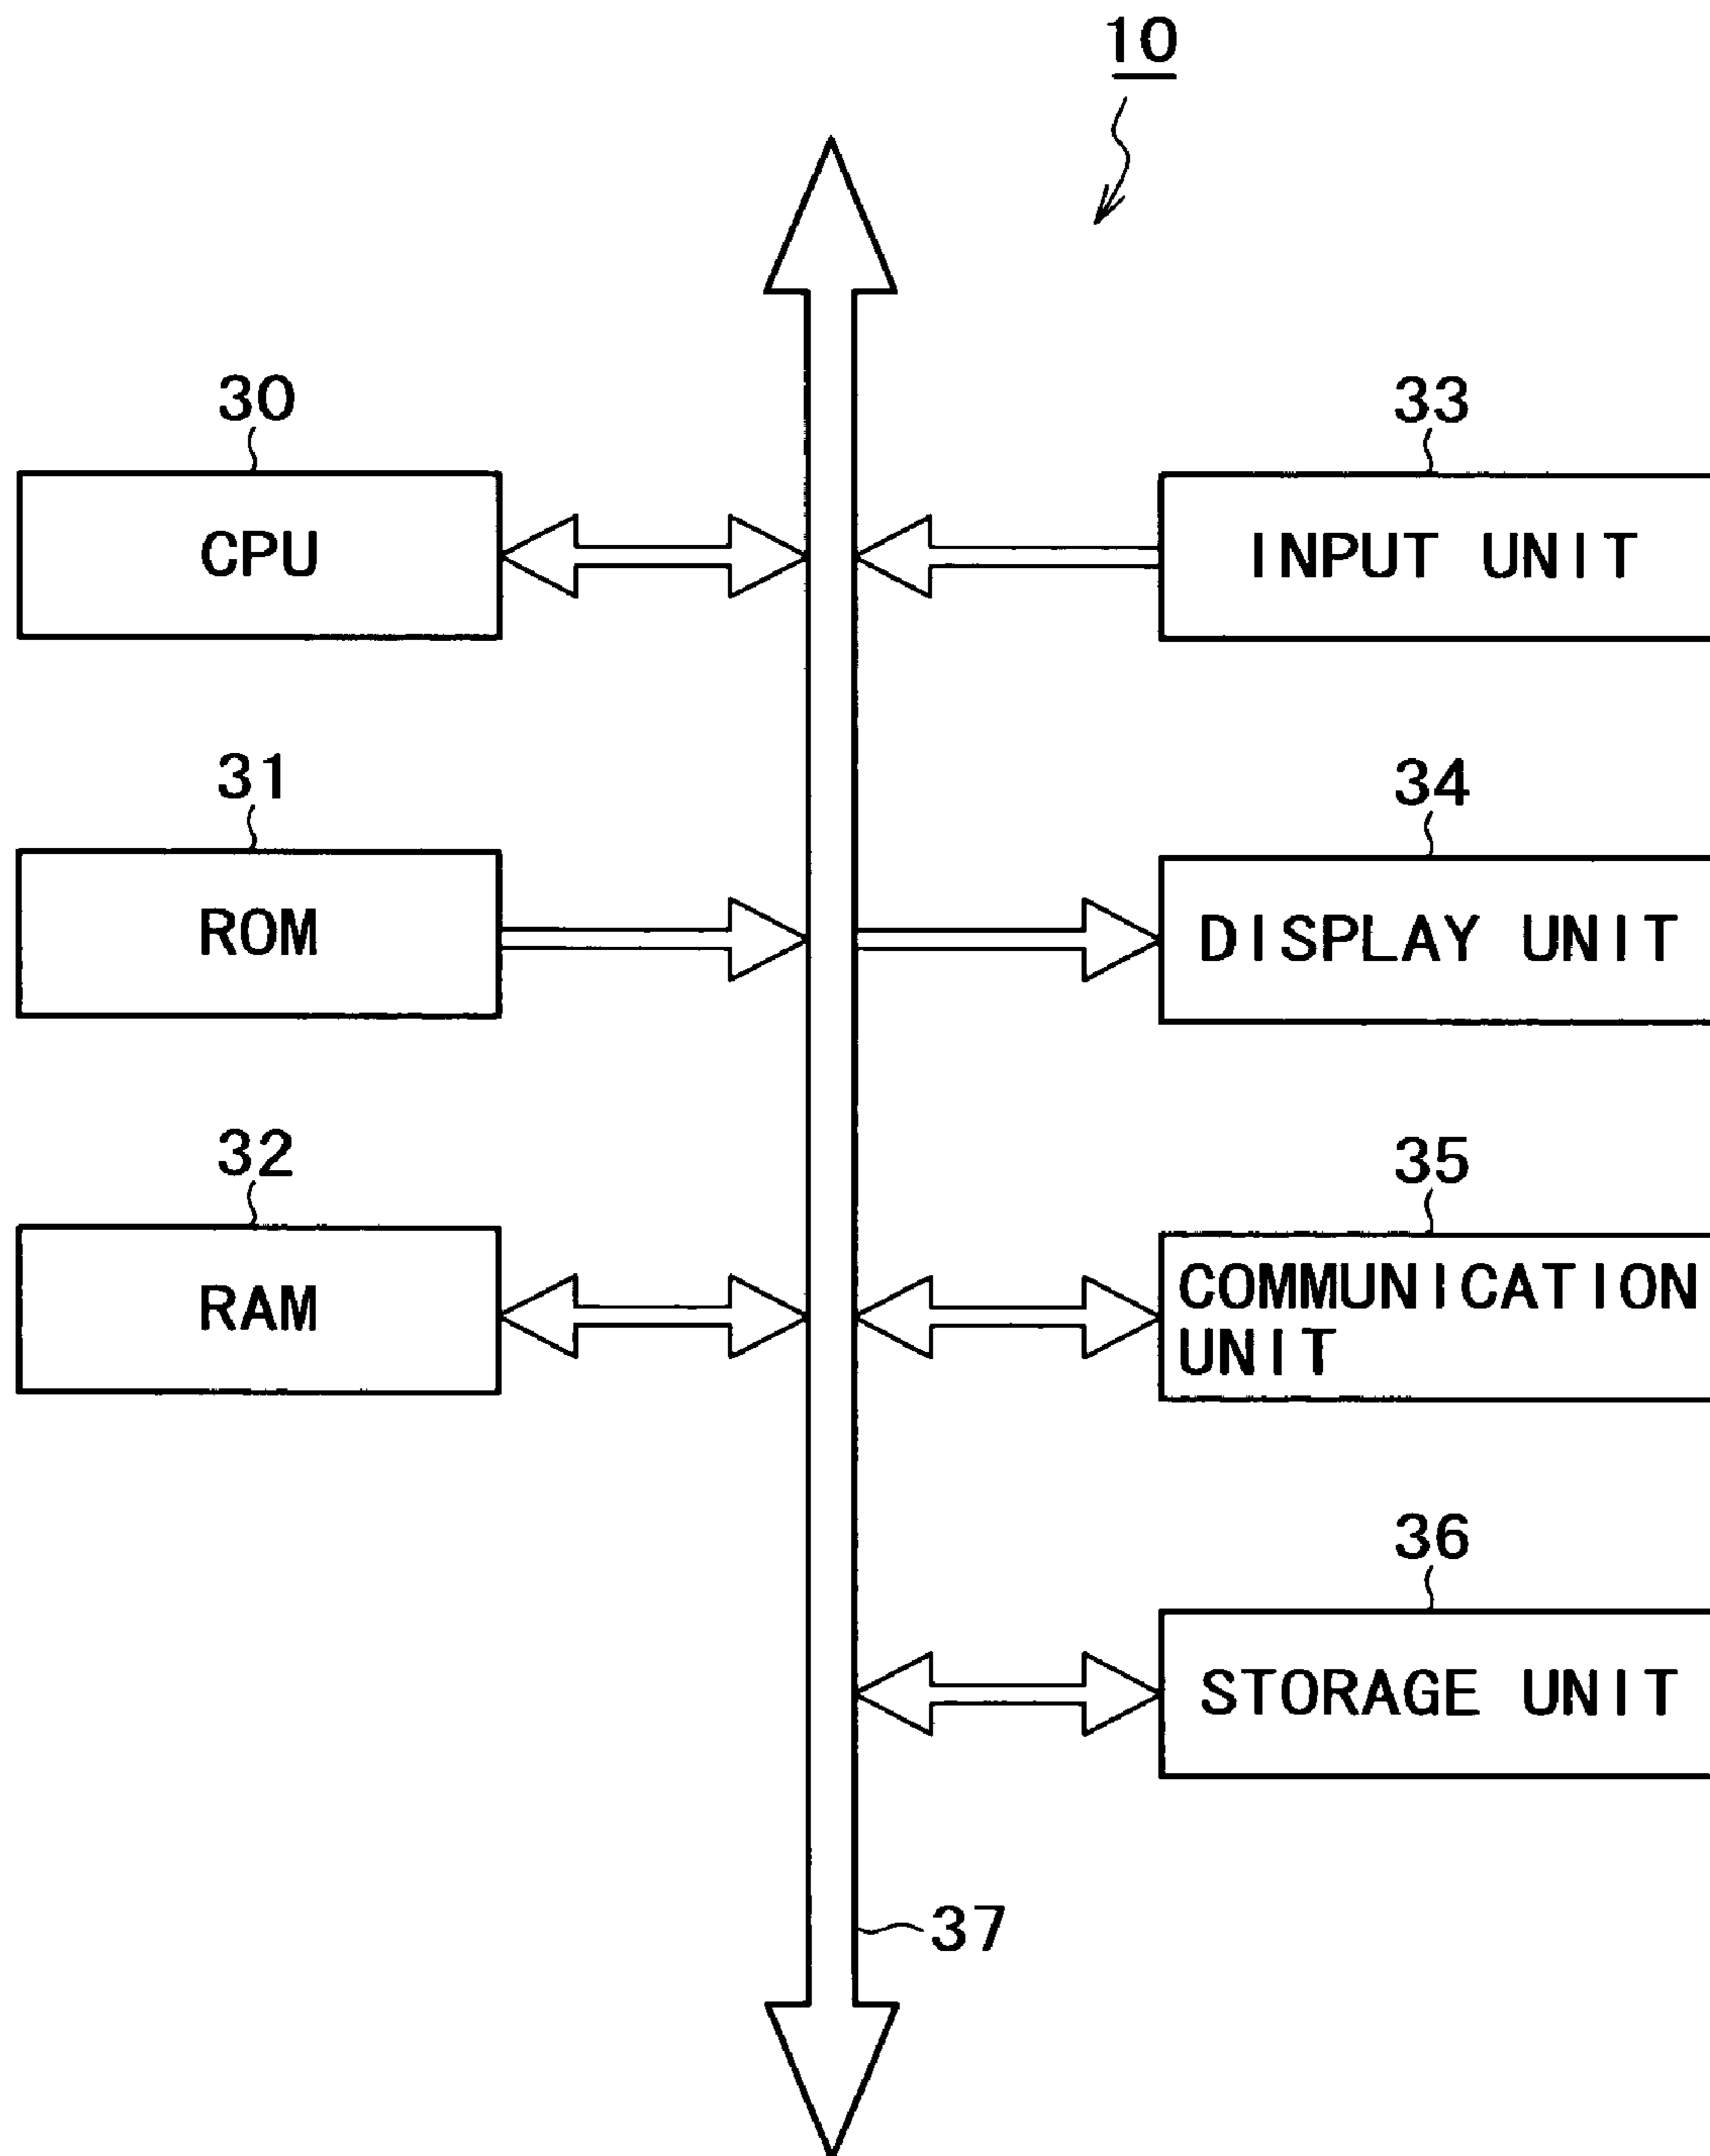 10
30
CPU
33
INPUT UNIT
31
ROM
34
DISPLAY UNIT
32
RAM
35
COMMUNICATION
UNIT
36
STORAGE UNIT
37